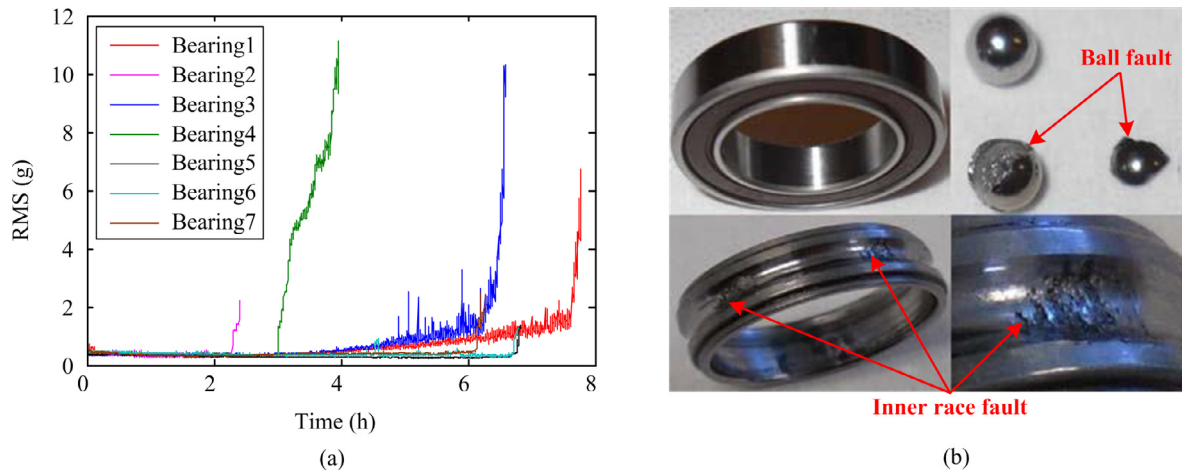 12
10
8
6
4
2
0
RMS (g)
Bearing1
Bearing2
Bearing3
Bearing4
Bearing5
Bearing6
Bearing7
0
2
4
6
8
Time (h)
(a)
Ball fault
Inner race fault
(b)